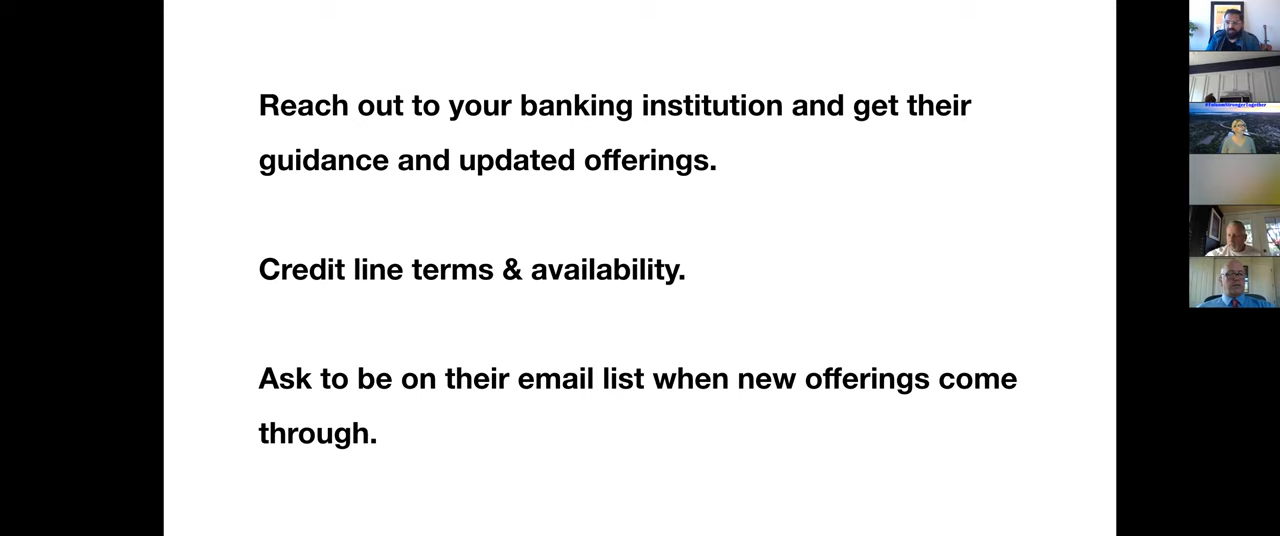 Reach out to your banking institution and get their
guidance and updated offerings.
Credit line terms & availability.
Ask to be on their email list when new offerings come
through.
#FolsomStrongerTogether